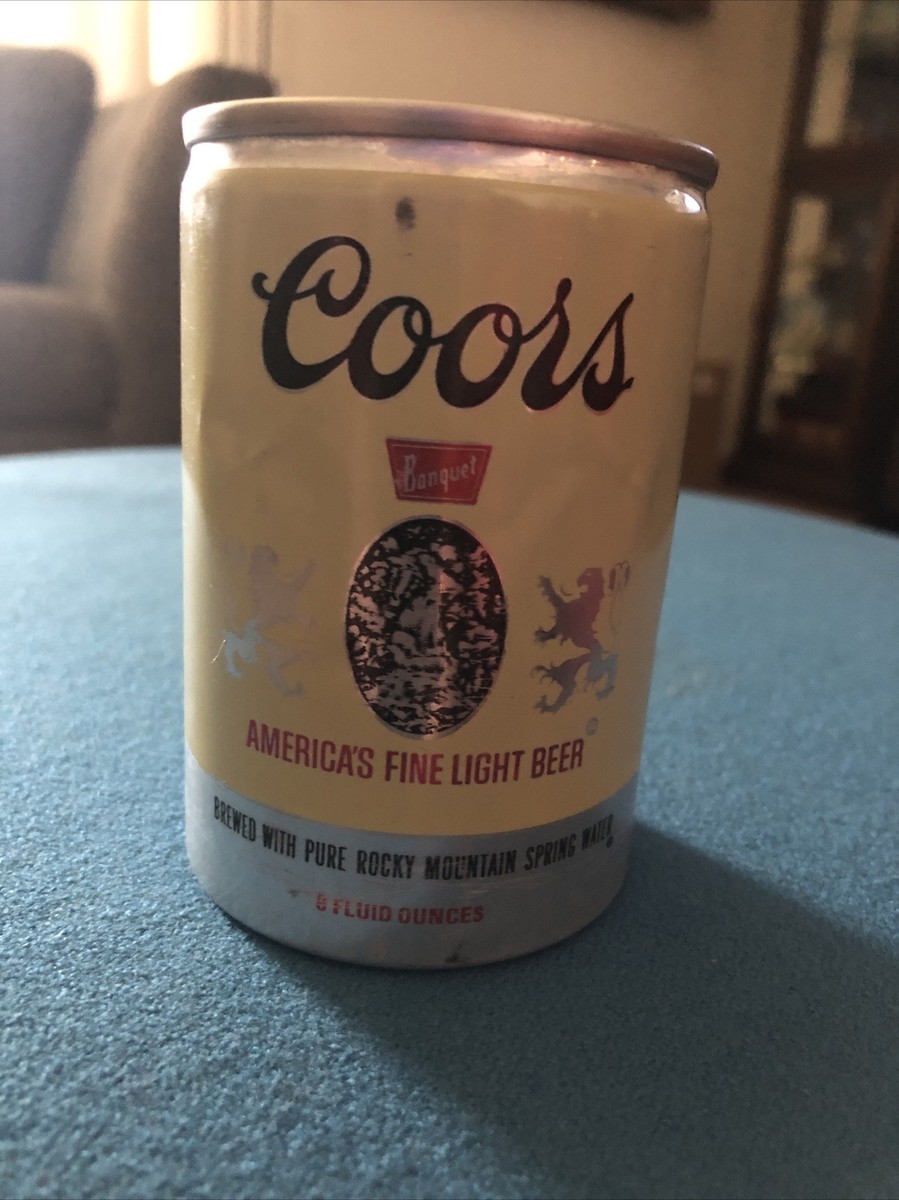 Coors
Banquet
AMERICA'S FINE LIGHT BEER
BREWED WITH PURE ROCKY MOUNTAIN SPRING WATER
FLUID OUNCES